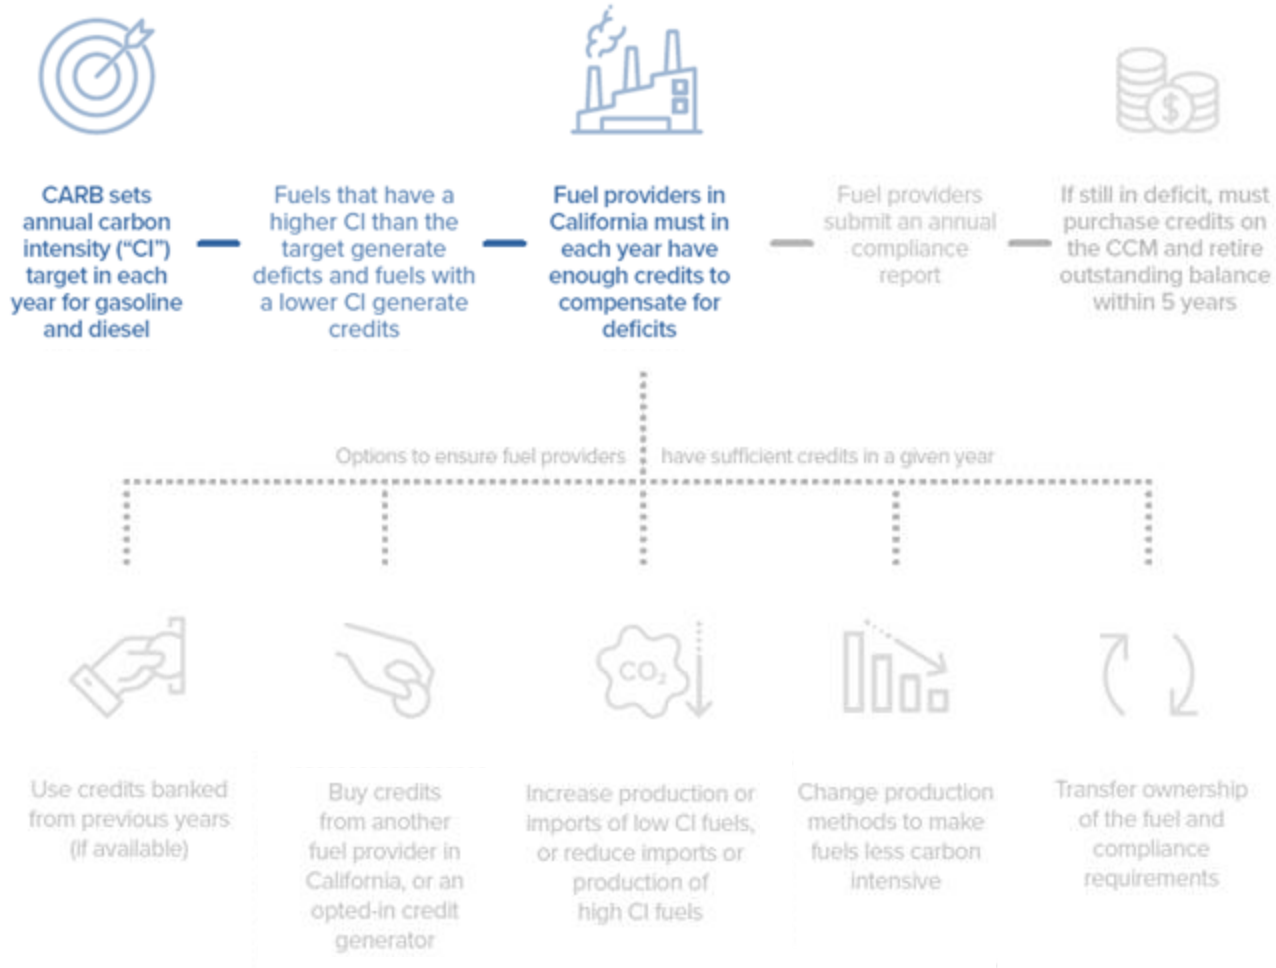 CARB sets
annual carbon
intensity (“CI”)
target in each
year for gasoline
and diesel
Fuels that have a
higher CI than the
target generate
deficts and fuels with
a lower CI generate
credits
Fuel providers in
California must in
each year have
enough credits to
compensate for
deficits
Fuel providers
submit an annual
compliance
report
$
If still in deficit, must
purchase credits on
the CCM and retire
outstanding balance
within 5 years
Options to ensure fuel providers have sufficient credits in a given year
Use credits banked
from previous years
(if available)
Buy credits
from another
fuel provider in
California, or an
opted-in credit
generator
CO₂
Increase production or
imports of low CI fuels,
or reduce imports or
production of
high CI fuels
Change production
methods to make
fuels less carbon
intensive
Transfer ownership
of the fuel and
compliance
requirements